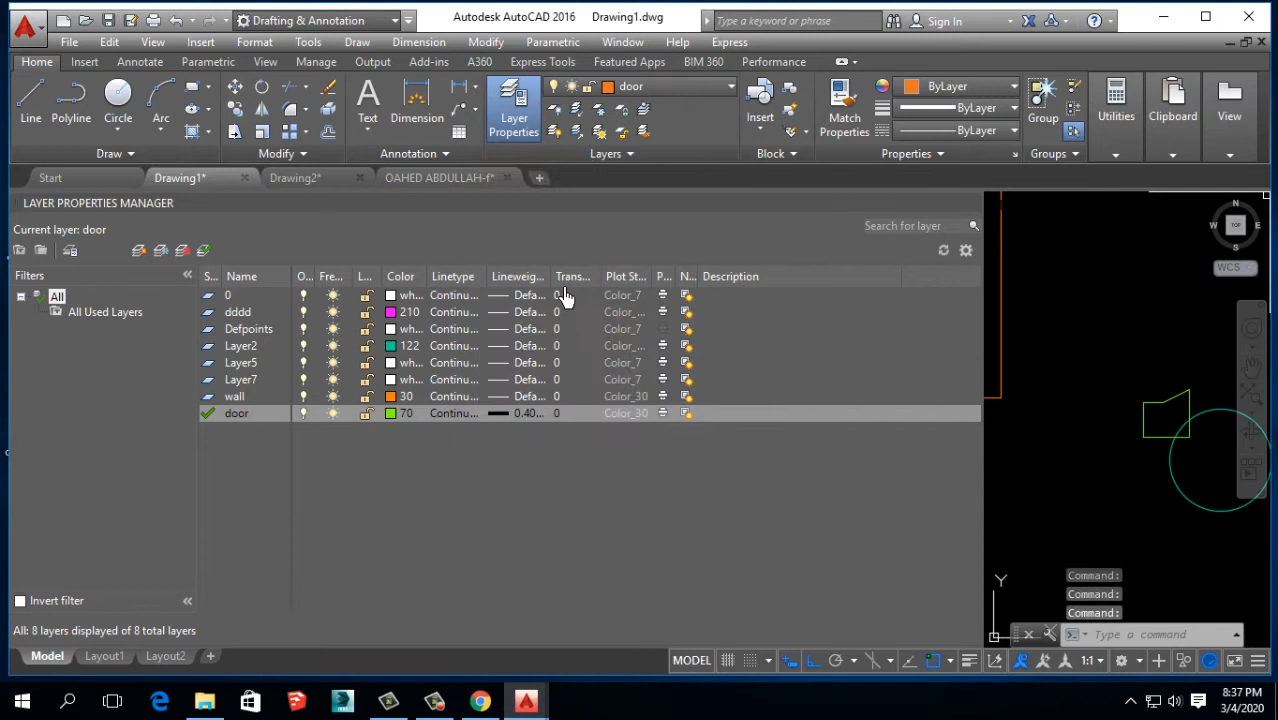 Drafting & Annotation
Autodesk AutoCAD 2016 Drawing1.dwg
Type a keyword or phrase
Sign In
File Edit View Insert Format Tools Draw Dimension Modify Parametric Window Help Express
Home Insert Annotate Parametric View Manage Output Add-ins A360 Express Tools Featured Apps BIM 360 Performance
Line Polyline Circle Arc
Text Dimension
Layer Properties
door
Insert
Match Properties
ByLayer
ByLayer
ByLayer
Group
Utilities Clipboard View
Draw Modify Annotation Layers Block Properties Groups
Start Drawing1* Drawing2* OAHED ABDULLAH-f*
LAYER PROPERTIES MANAGER
Current layer: door
Search for layer
Filters
S... Name O... Fre... L... Color Linetype Lineweig... Trans... Plot St... P... N... Description
All
All Used Layers
0 wh... Continu... Defa... 0 Color_7
dddd 210 Continu... Defa... 0 Color_...
Defpoints wh... Continu... Defa... 0 Color_7
Layer2 122 Continu... Defa... 0 Color_...
Layer5 wh... Continu... Defa... 0 Color_7
Layer7 wh... Continu... Defa... 0 Color_7
wall 30 Continu... Defa... 0 Color_30
door 70 Continu... 0.40... 0 Color_30
Invert filter
All: 8 layers displayed of 8 total layers
N
W TOP E
S
WCS
Y
Command:
Command:
Command:
Type a command
Model Layout1 Layout2
MODEL 1:1
8:37 PM
3/4/2020